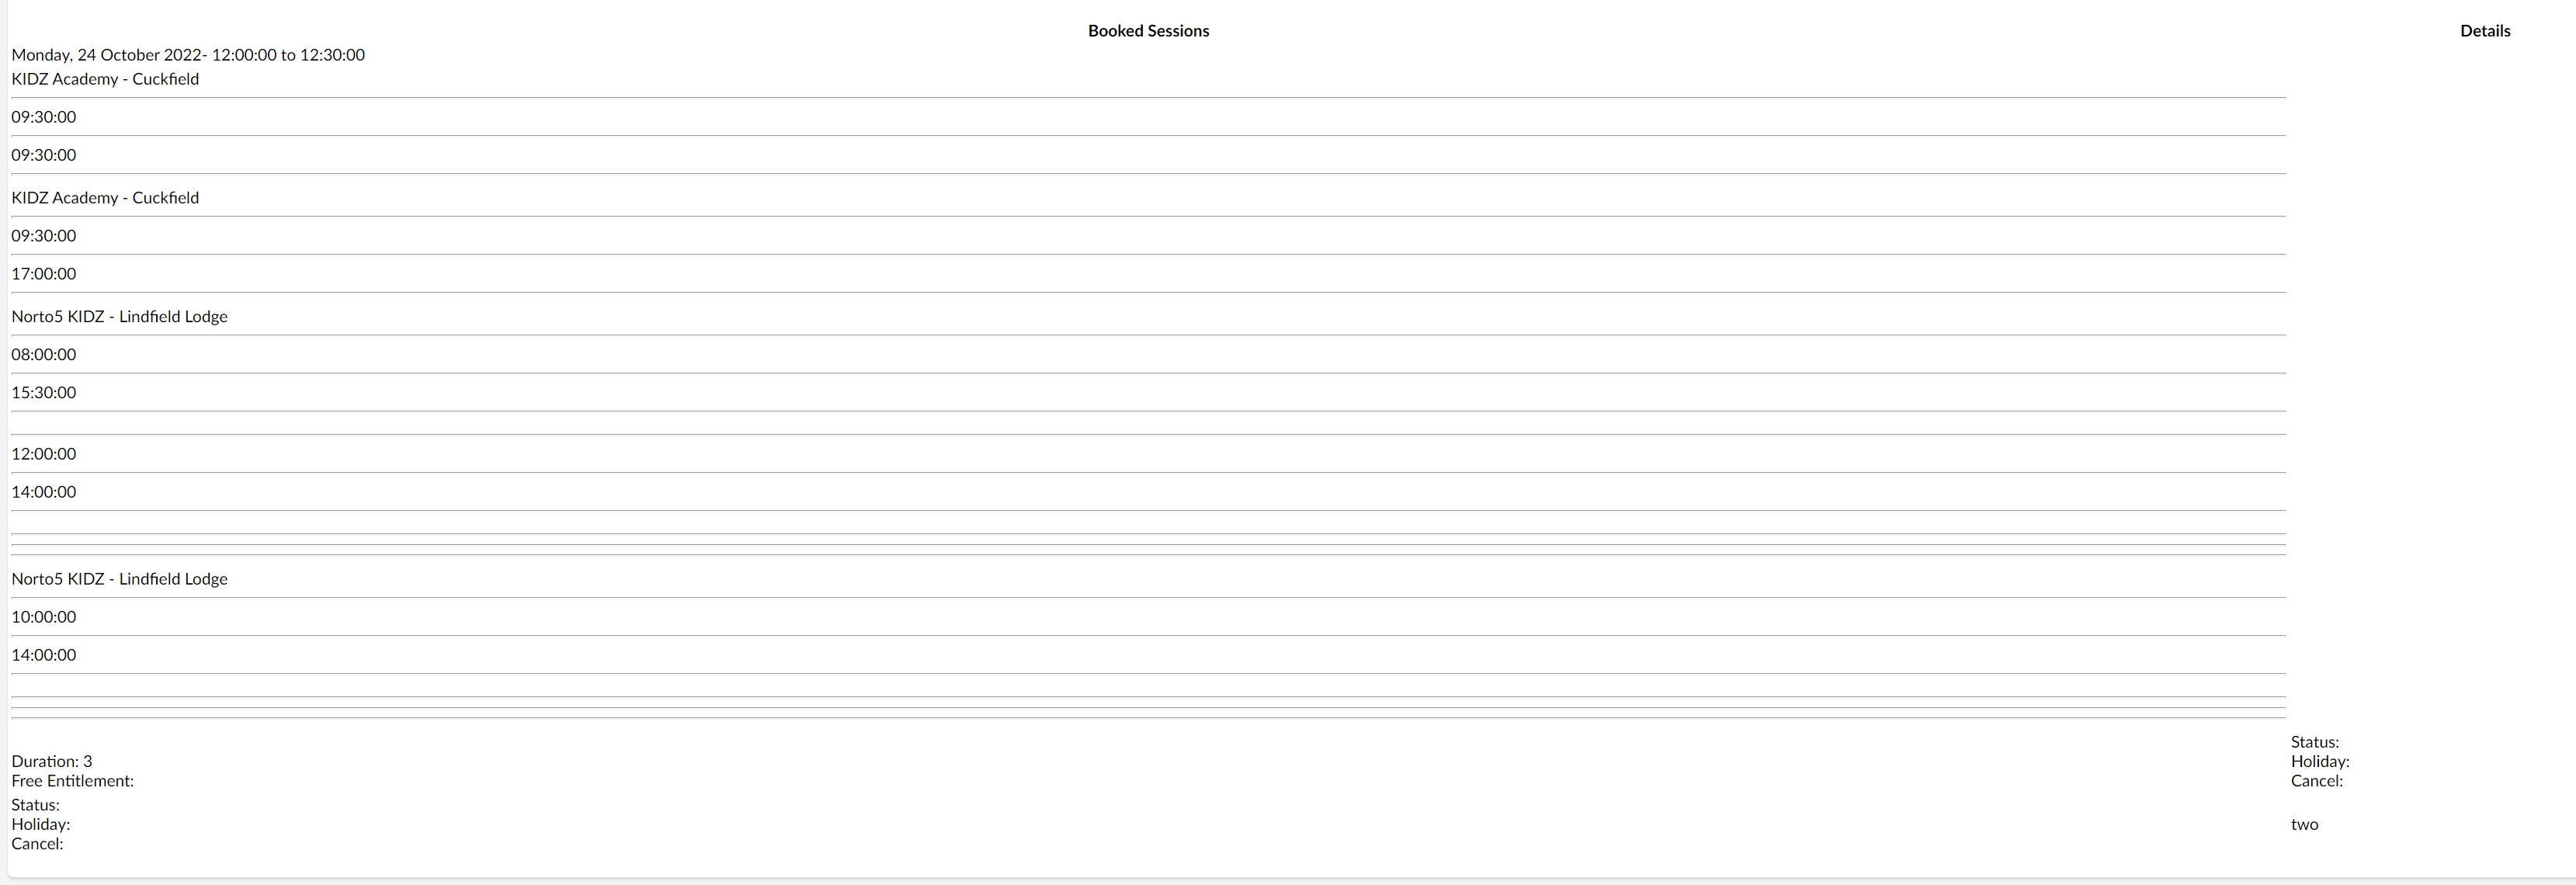 Booked Sessions Details
Monday, 24 October 2022- 12:00:00 to 12:30:00
KIDZ Academy - Cuckfield
09:30:00
09:30:00
KIDZ Academy - Cuckfield
09:30:00
17:00:00
Norto5 KIDZ - Lindfield Lodge
08:00:00
15:30:00
12:00:00
14:00:00
Norto5 KIDZ - Lindfield Lodge
10:00:00
14:00:00
Duration: 3
Free Entitlement:
Status:
Holiday:
Cancel:
Status:
Holiday:
Cancel:
two